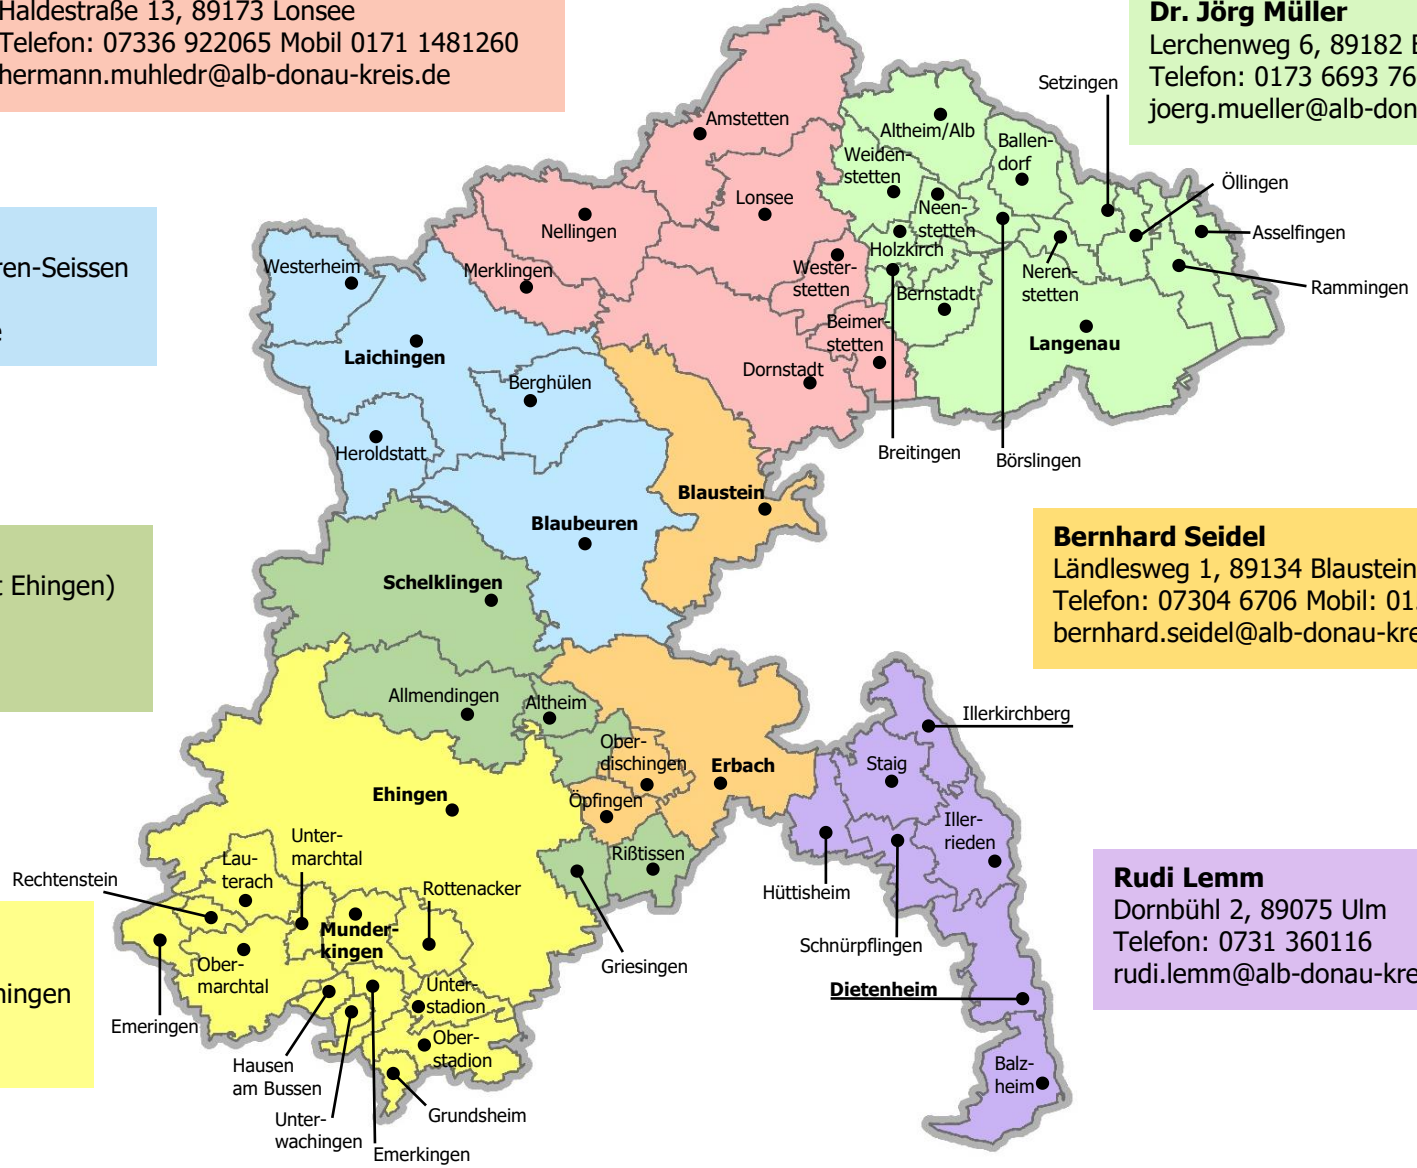 Haldestraße 13, 89173 Lonsee
Telefon: 07336 922065 Mobil 0171 1481260
hermann.muhledr@alb-donau-kreis.de
Dr. Jörg Müller
Lerchenweg 6, 89182
Telefon: 0173 6693 76
joerg.mueller@alb-don
Setzingen
Amstetten
Altheim/Alb
Ballen-
dorf
Weiden-
stetten
Öllingen
Lonsee
Neen-
stetten
Nellingen
Asselfingen
Holzkirch
ren-Seissen
Westerheim
Merklingen
Wester-
stetten
Neren-
stetten
Rammingen
Bernstadt
Beimer-
stetten
e
Laichingen
Langenau
Dornstadt
Berghülen
Heroldstatt
Breitingen
Börslingen
Blaustein
Blaubeuren
Bernhard Seidel
Ländlesweg 1, 89134 Blaustein
Telefon: 07304 6706 Mobil: 01
bernhard.seidel@alb-donau-kre
t Ehingen)
Schelklingen
Allmendingen
Altheim
Illerkirchberg
Ober-
dischingen
Erbach
Staig
Ehingen
Öpfingen
Iller-
rieden
Unter-
marchtal
Lau-
terach
Rißtissen
Rechtenstein
Rottenacker
Hüttisheim
Rudi Lemm
Dornbühl 2, 89075 Ulm
Telefon: 0731 360116
rudi.lemm@alb-donau-kre
Munder-
kingen
Schnürpflingen
Ober-
marchtal
Griesingen
hingen
Unter-
stadion
Dietenheim
Emeringen
Ober-
stadion
Hausen
am Bussen
Balz-
heim
Grundsheim
Unter-
wachingen
Emerkingen